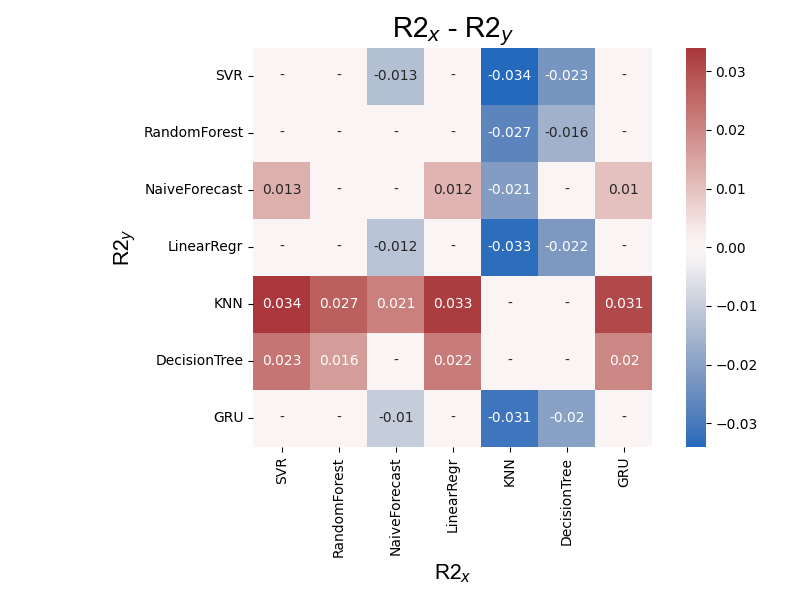 R2x - R2y
SVR - - -0.013 - -0.034 -0.023 - 0.03
RandomForest - - - - -0.027 -0.016 - 0.02
NaiveForecast 0.013 - - 0.012 -0.021 - 0.01 0.01
LinearRegr - - -0.012 - -0.033 -0.022 - 0.00
KNN 0.034 0.027 0.021 0.033 - - 0.031 −0.01
DecisionTree 0.023 0.016 - 0.022 - - 0.02 −0.02
GRU - - -0.01 - -0.031 -0.02 - −0.03
R2y
SVR RandomForest NaiveForecast LinearRegr KNN DecisionTree GRU
R2x